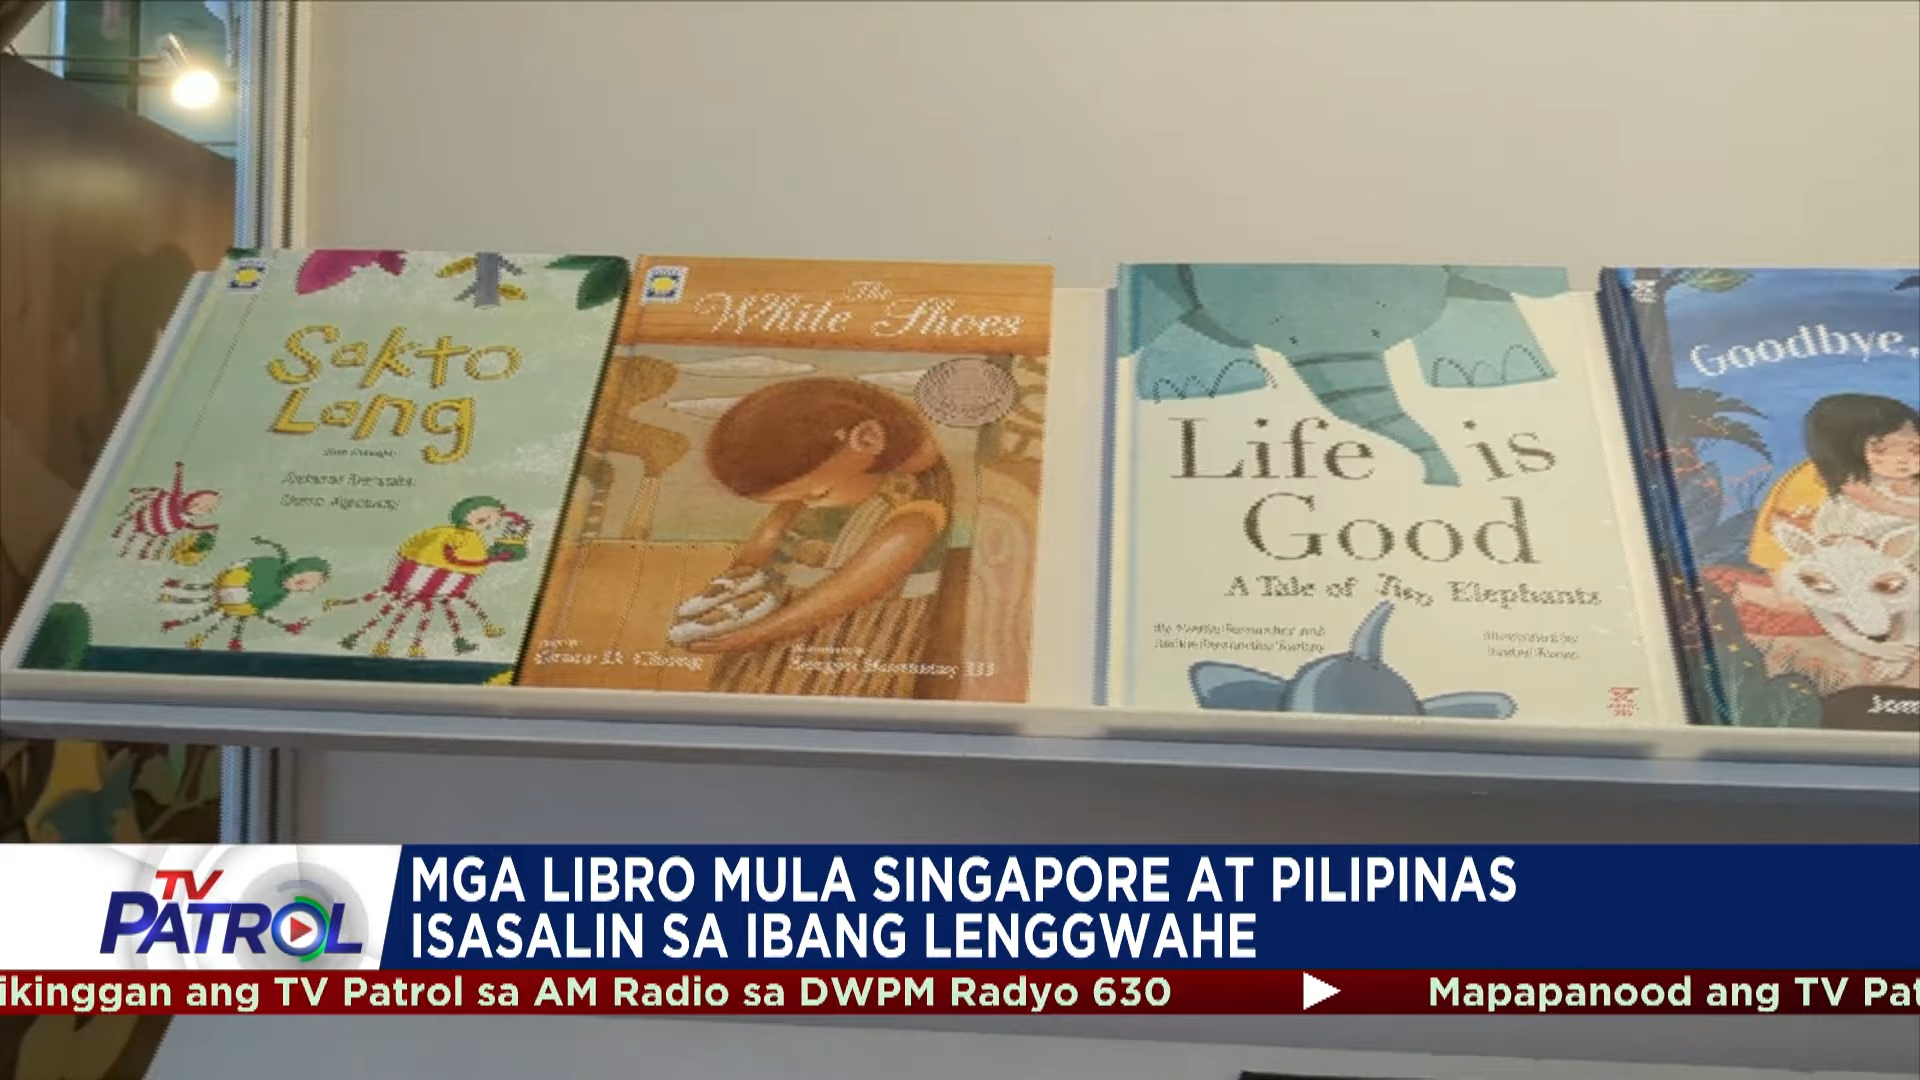 Sakto
Lang
The
White Shoes
Life is
Good
A Tale of Two Elephants
Goodbye,
TV
PATROL
MGA LIBRO MULA SINGAPORE AT PILIPINAS
ISASALIN SA IBANG LENGGWAHE
ikinggan ang TV Patrol sa AM Radio sa DWPM Radyo 630
Mapapanood ang TV Pat